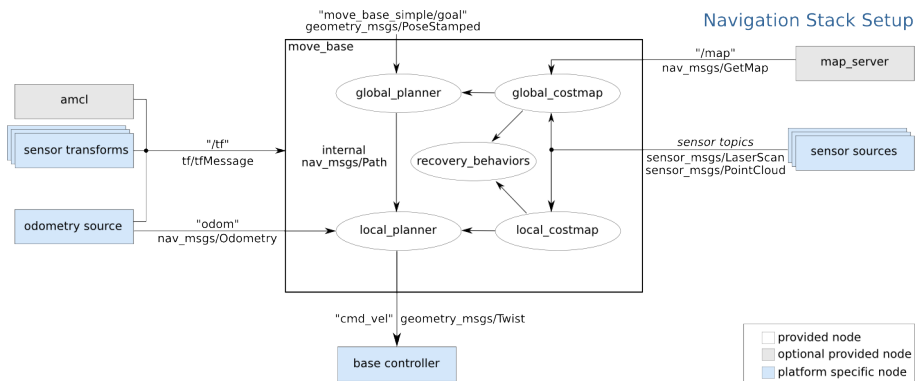 Navigation Stack Setup
"move_base_simple/goal"
geometry_msgs/PoseStamped
move_base
"/map"
nav_msgs/GetMap
map_server
global_planner
global_costmap
amcl
sensor transforms
"/tf"
tf/tfMessage
internal
nav_msgs/Path
recovery_behaviors
sensor topics
sensor_msgs/LaserScan
sensor_msgs/PointCloud
sensor sources
odometry source
"odom"
nav_msgs/Odometry
local_planner
local_costmap
"cmd_vel" geometry_msgs/Twist
base controller
provided node
optional provided node
platform specific node